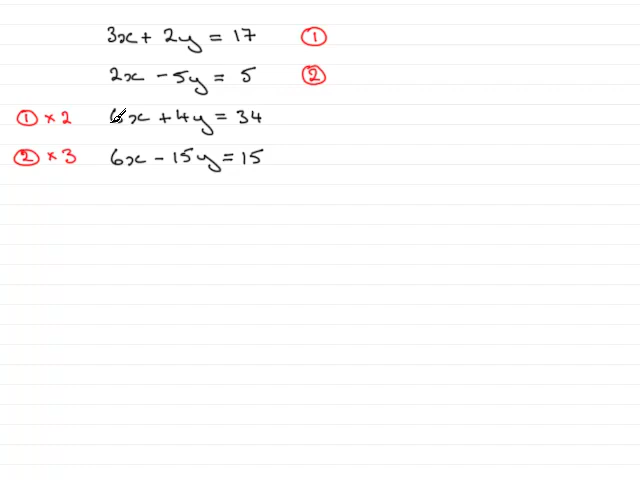 3x + 2y = 17 ①
2x - 5y = 5 ②
① × 2 6x + 4y = 34
② × 3 6x - 15y = 15